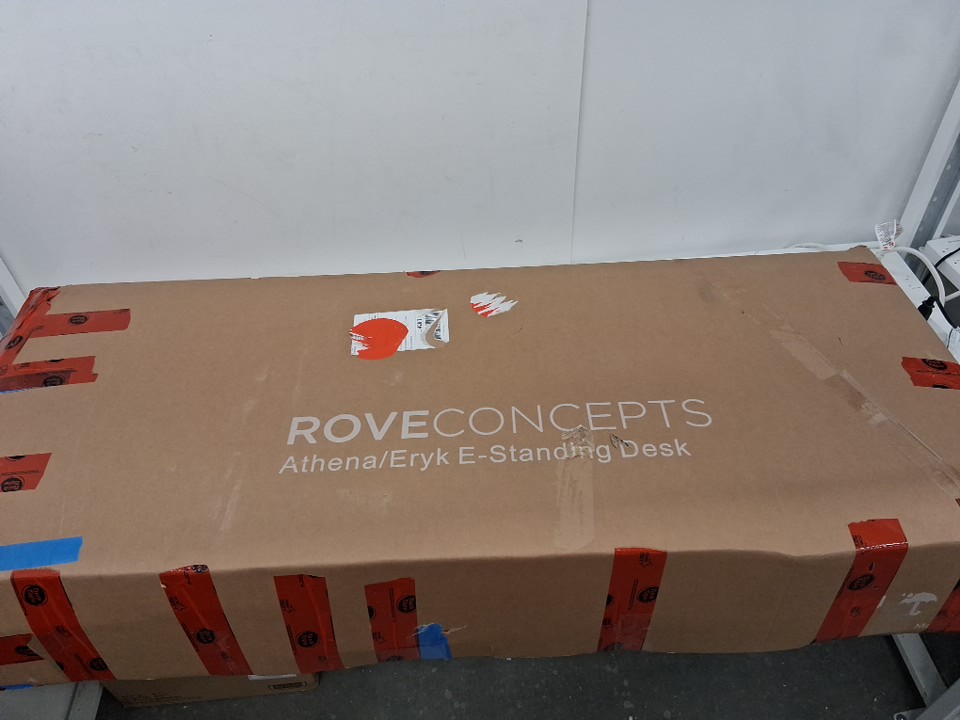 ROVECONCEPTS
Athena/Eryk E-Standing Desk